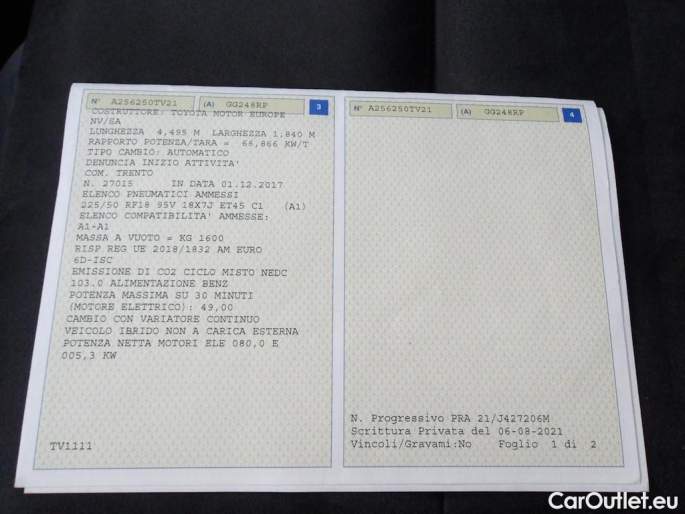 N° A256250TV21 (A) GG248RP 3
COSTRUTTORE: TOYOTA MOTOR EUROPE
NV/SA
LUNGHEZZA 4,495 M LARGHEZZA 1,840 M
RAPPORTO POTENZA/TARA = 66,866 KW/T
TIPO CAMBIO: AUTOMATICO
DENUNCIA INIZIO ATTIVITA'
COM. TRENTO
N. 27015 IN DATA 01.12.2017
ELENCO PNEUMATICI AMMESSI
225/50 RF18 95V 18X7J ET45 C1 (A1)
ELENCO COMPATIBILITA' AMMESSE:
A1-A1
MASSA A VUOTO = KG 1600
RISP REG UE 2018/1832 AM EURO
6D-ISC
EMISSIONE DI CO2 CICLO MISTO NEDC
103.0 ALIMENTAZIONE BENZ
POTENZA MASSIMA SU 30 MINUTI
(MOTORE ELETTRICO): 49,00
CAMBIO CON VARIATORE CONTINUO
VEICOLO IBRIDO NON A CARICA ESTERNA
POTENZA NETTA MOTORI ELE 080,0 E
005,3 KW
TV1111
N° A256250TV21 (A) GG248RP 4
N. Progressivo PRA 21/J427206M
Scrittura Privata del 06-08-2021
Vincoli/Gravami:No Foglio 1 di 2
CarOutlet.eu